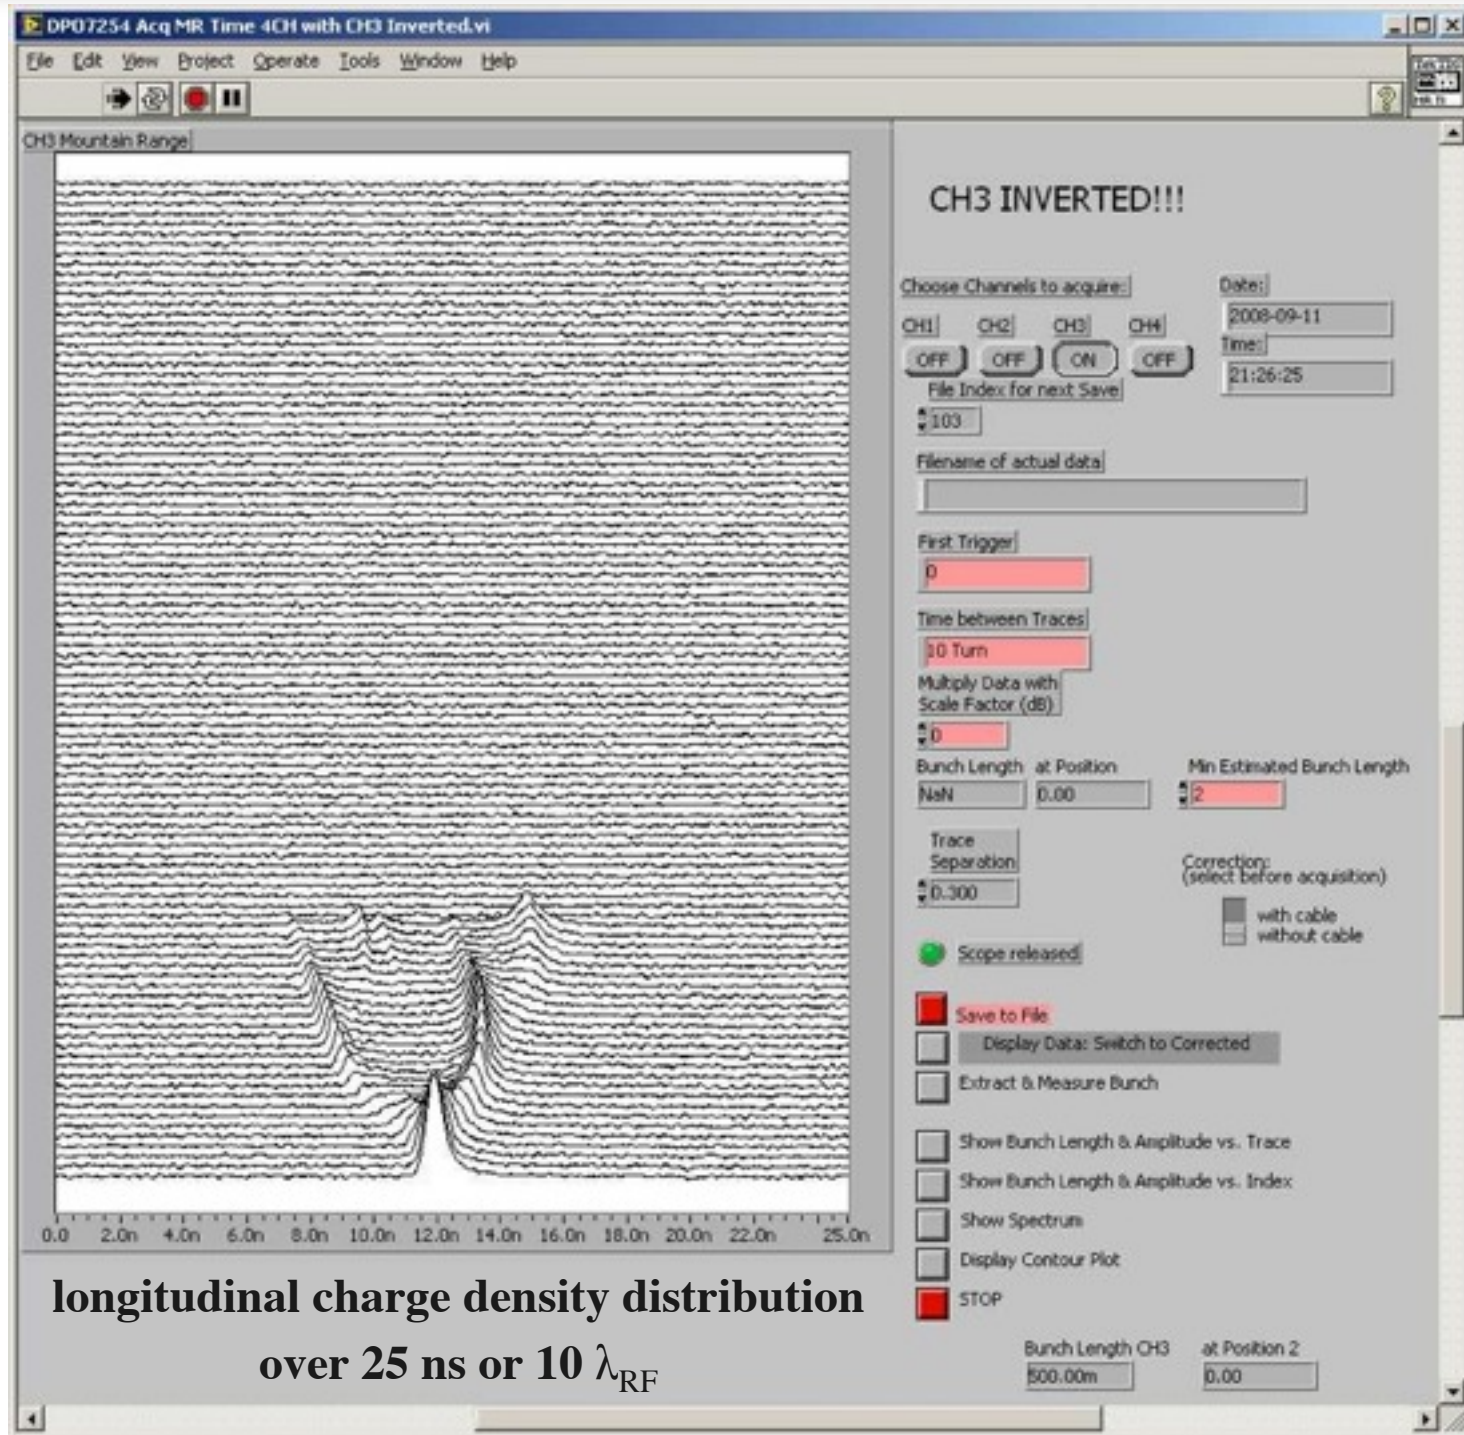 DPO7254 Acq MR Time 4CH with CH3 Inverted.vi
File Edit View Project Operate Tools Window Help
CH3 Mountain Range
CH3 INVERTED!!!
Choose Channels to acquire:
CH1 CH2 CH3 CH4
OFF OFF ON OFF
Date:
2008-09-11
Time:
21:26:25
File Index for next Save
103
Filename of actual data
First Trigger
0
Time between Traces
10 Turn
Multiply Data with
Scale Factor (dB)
0
Bunch Length at Position
NaN 0.00
Min Estimated Bunch Length
2
Trace
Separation
0.300
Correction:
(select before acquisition)
with cable
without cable
Scope released
Save to File
Display Data: Switch to Corrected
Extract & Measure Bunch
Show Bunch Length & Amplitude vs. Trace
Show Bunch Length & Amplitude vs. Index
Show Spectrum
Display Contour Plot
STOP
Bunch Length CH3 at Position 2
500.00m 0.00
0.0 2.0n 4.0n 6.0n 8.0n 10.0n 12.0n 14.0n 16.0n 18.0n 20.0n 22.0n 25.0n
longitudinal charge density distribution
over 25 ns or 10 λRF